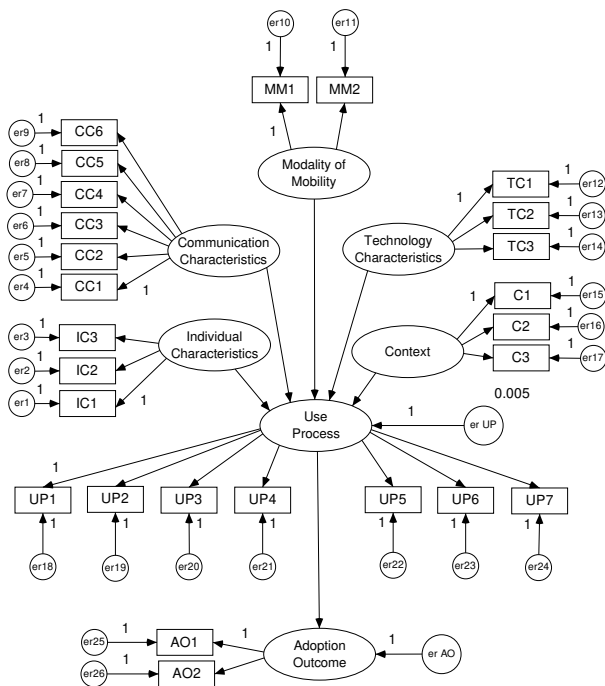 er10
er11
1
1
MM1
MM2
1
Modality of
Mobility
er9
1
CC6
er8
1
CC5
er7
1
CC4
er6
1
CC3
er5
1
CC2
er4
1
CC1
1
Communication
Characteristics
TC1
1
er12
1
TC2
1
er13
TC3
1
er14
Technology
Characteristics
er3
1
IC3
er2
1
IC2
er1
1
IC1
1
Individual
Characteristics
C1
1
er15
1
C2
1
er16
C3
1
er17
Context
0.005
Use
Process
1
er UP
1
UP1
UP2
UP3
UP4
UP5
UP6
UP7
1
1
1
1
1
1
1
er18
er19
er20
er21
er22
er23
er24
er25
1
AO1
1
er26
1
AO2
Adoption
Outcome
1
er AO